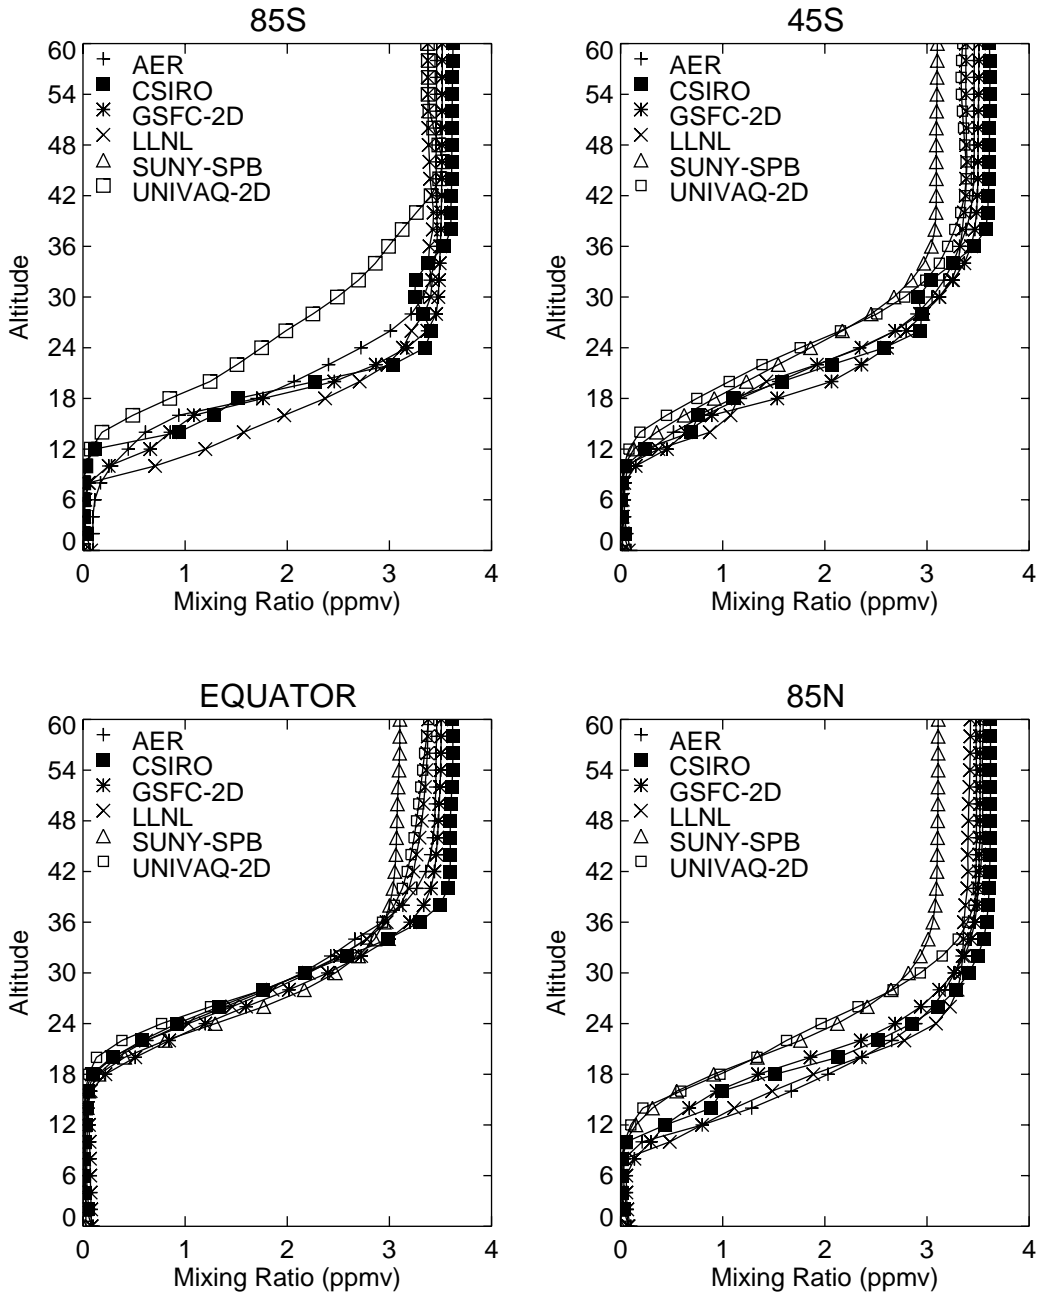 85S
60
54
48
42
36
30
24
18
12
6
0
Altitude
AER
CSIRO
GSFC-2D
LLNL
SUNY-SPB
UNIVAQ-2D
0 1 2 3 4
Mixing Ratio (ppmv)
45S
60
54
48
42
36
30
24
18
12
6
0
Altitude
AER
CSIRO
GSFC-2D
LLNL
SUNY-SPB
UNIVAQ-2D
0 1 2 3 4
Mixing Ratio (ppmv)
EQUATOR
60
54
48
42
36
30
24
18
12
6
0
Altitude
AER
CSIRO
GSFC-2D
LLNL
SUNY-SPB
UNIVAQ-2D
0 1 2 3 4
Mixing Ratio (ppmv)
85N
60
54
48
42
36
30
24
18
12
6
0
Altitude
AER
CSIRO
GSFC-2D
LLNL
SUNY-SPB
UNIVAQ-2D
0 1 2 3 4
Mixing Ratio (ppmv)